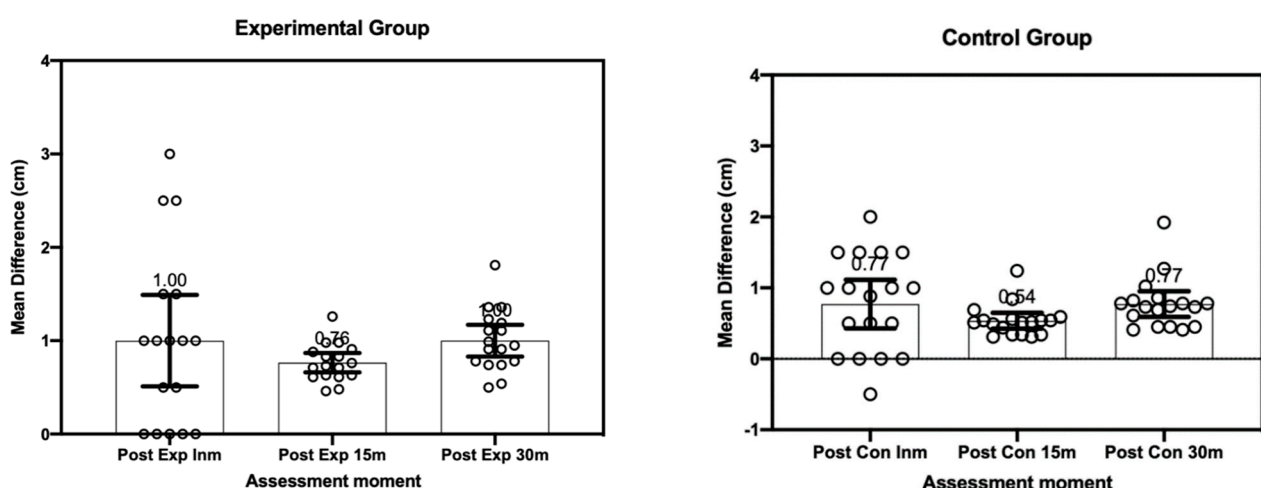 Experimental Group
4
3
2
1
0
Mean Difference (cm)
1.00
0.76
1.00
Post Exp Inm
Post Exp 15m
Post Exp 30m
Assessment moment
Control Group
4
3
2
1
0
-1
Mean Difference (cm)
0.77
0.54
0.77
Post Con Inm
Post Con 15m
Post Con 30m
Assessment moment